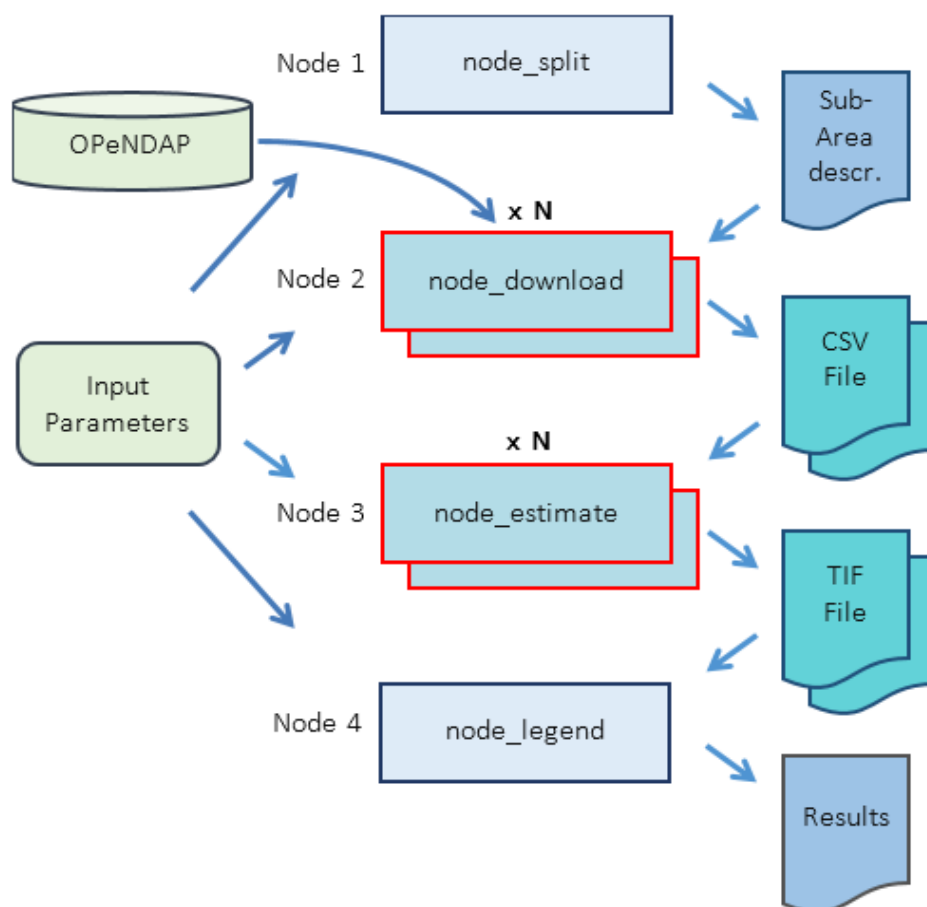 Node 1
node_split
Sub-
Area
descr.
OPeNDAP
x N
Node 2
node_download
CSV
File
Input
Parameters
x N
Node 3
node_estimate
TIF
File
Node 4
node_legend
Results